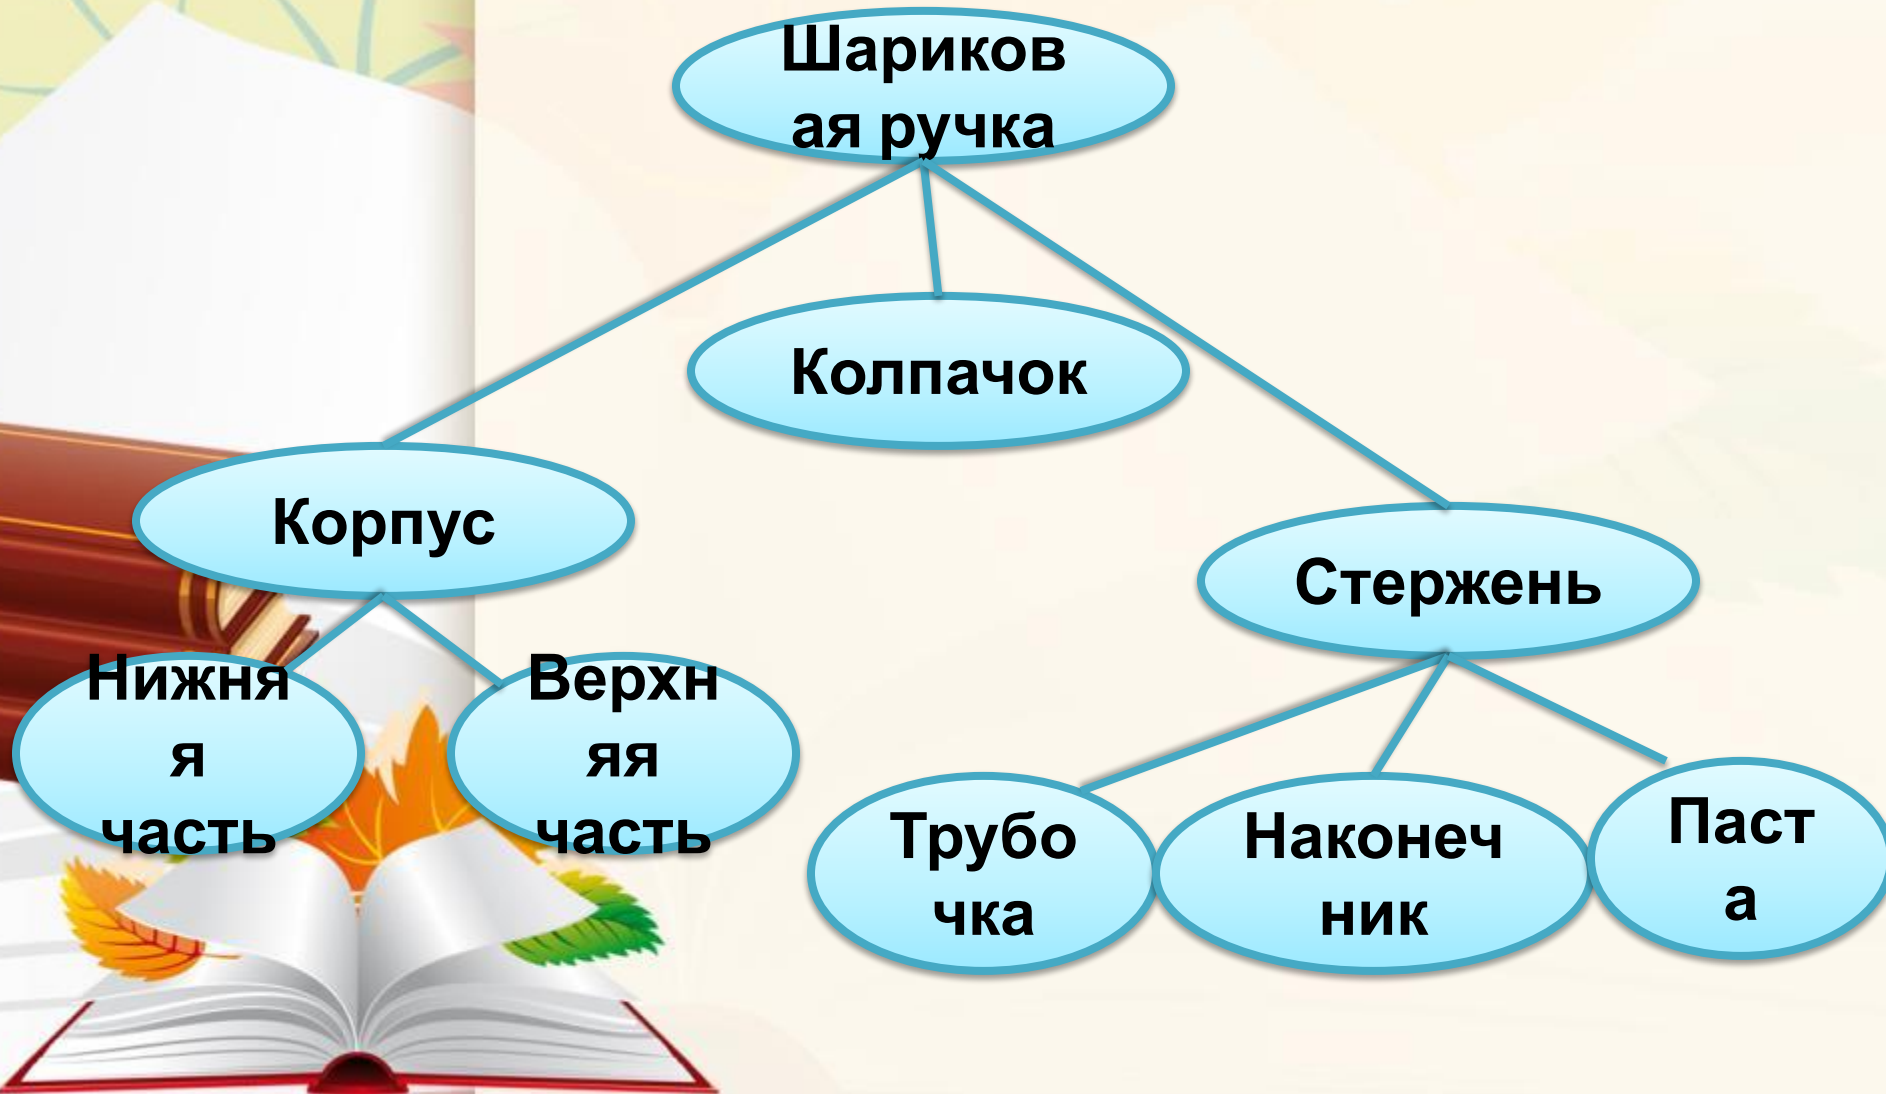 Шариков
ая ручка
Колпачок
Корпус
Стержень
Нижня
я
часть
Верхн
яя
часть
Трубо
чка
Наконеч
ник
Паст
а